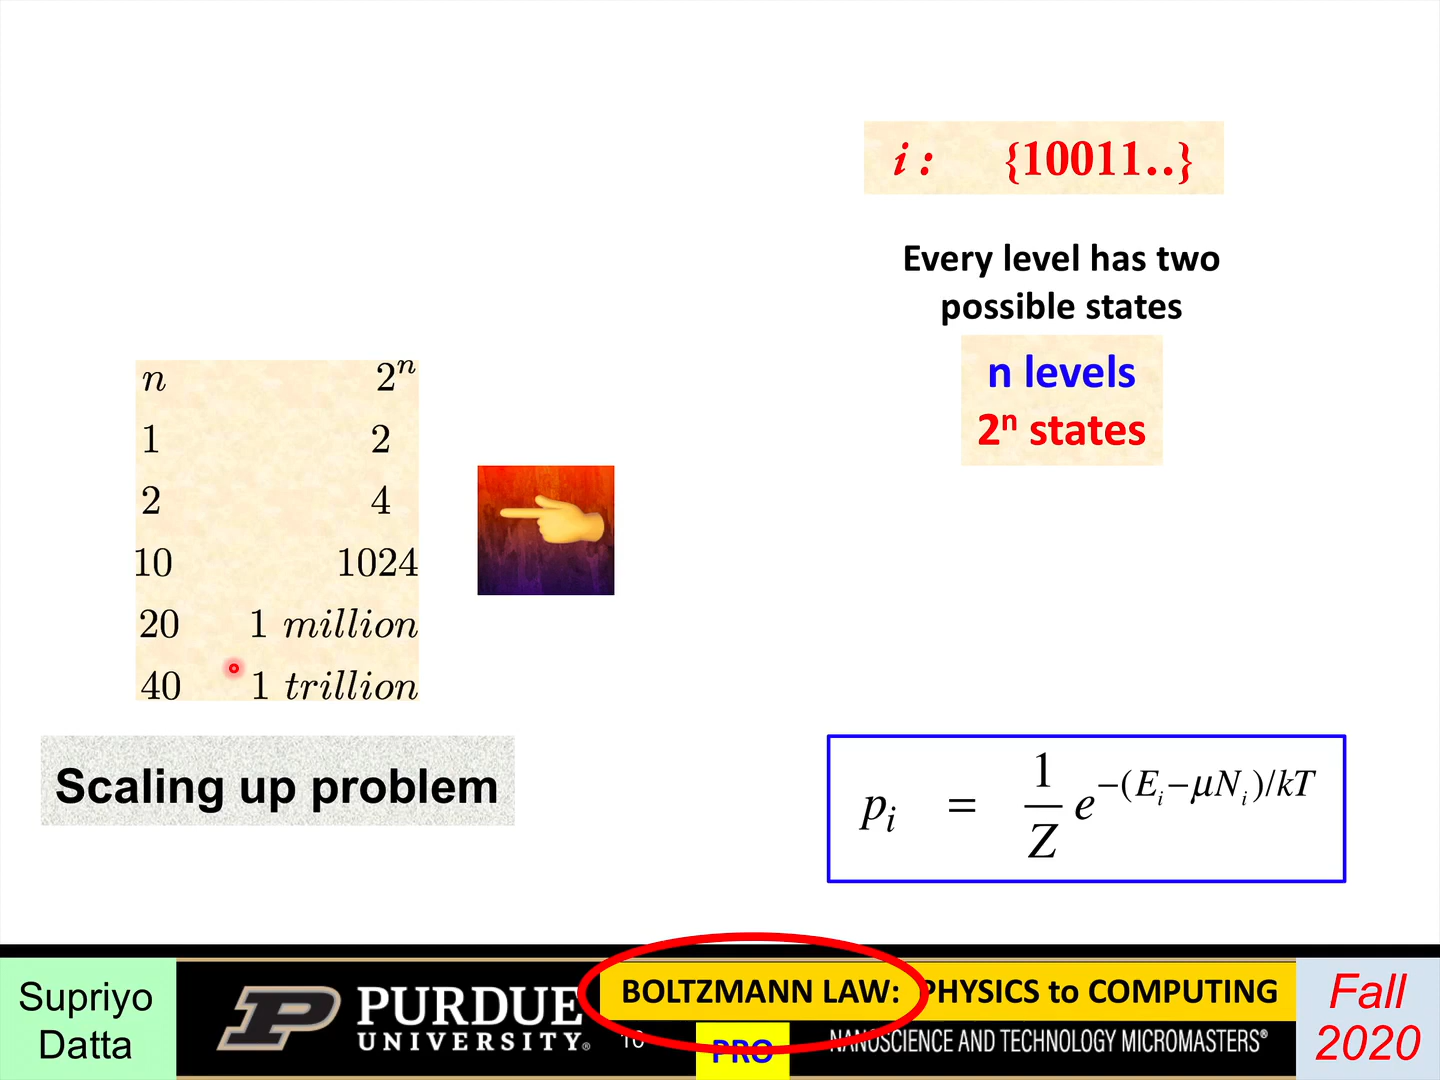 i :   {10011..}
Every level has two
possible states
n levels
2ⁿ states
n   2ⁿ
1   2
2   4
10   1024
20   1 million
40   1 trillion
Scaling up problem
pᵢ = 1/Z e^{−(Eᵢ−μNᵢ)/kT}
Supriyo
Datta
PURDUE
UNIVERSITY®
BOLTZMANN LAW: PHYSICS to COMPUTING
PRO
NANOSCIENCE AND TECHNOLOGY MICROMASTERS®
Fall
2020